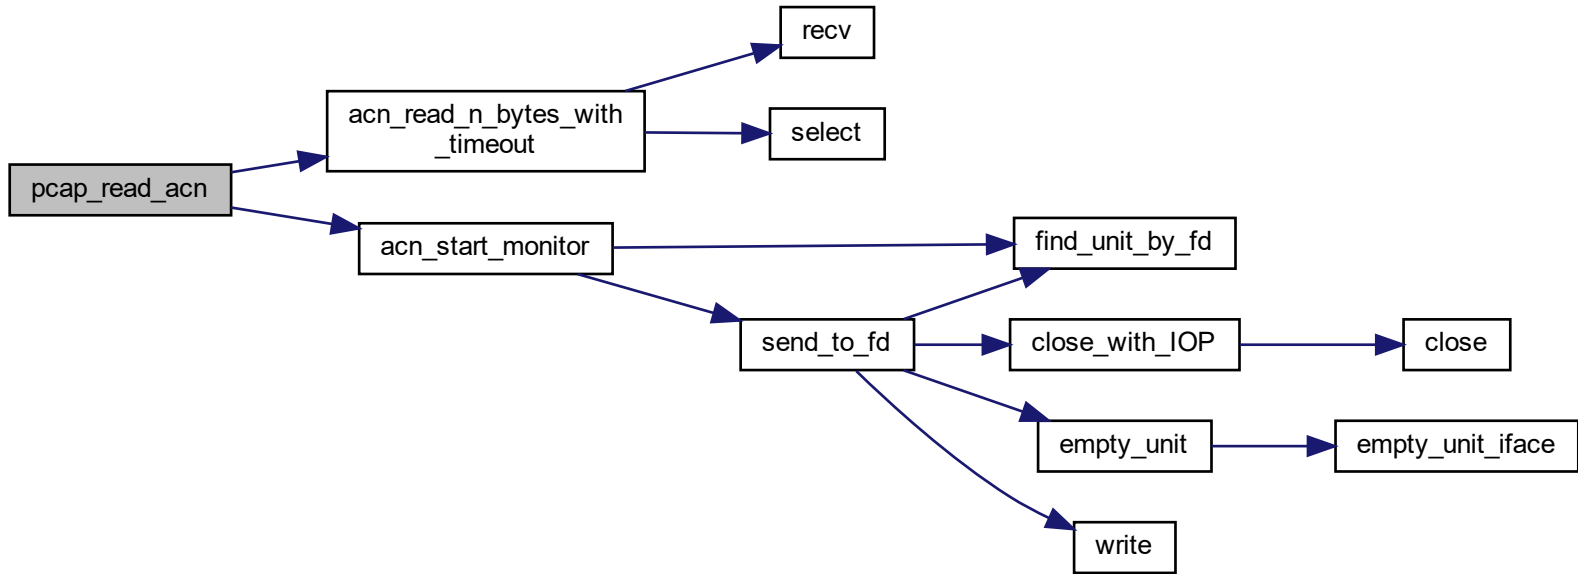 recv
acn_read_n_bytes_with
_timeout
select
pcap_read_acn
acn_start_monitor
find_unit_by_fd
send_to_fd
close_with_IOP
close
empty_unit
empty_unit_iface
write